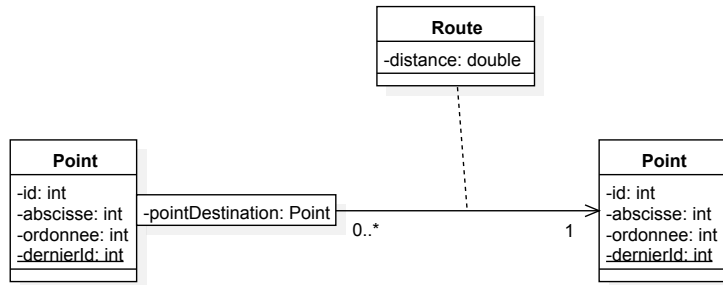 Route
-distance: double
Point
-id: int
-abscisse: int
-ordonnee: int
-dernierId: int
-pointDestination: Point
0..*
1
Point
-id: int
-abscisse: int
-ordonnee: int
-dernierId: int